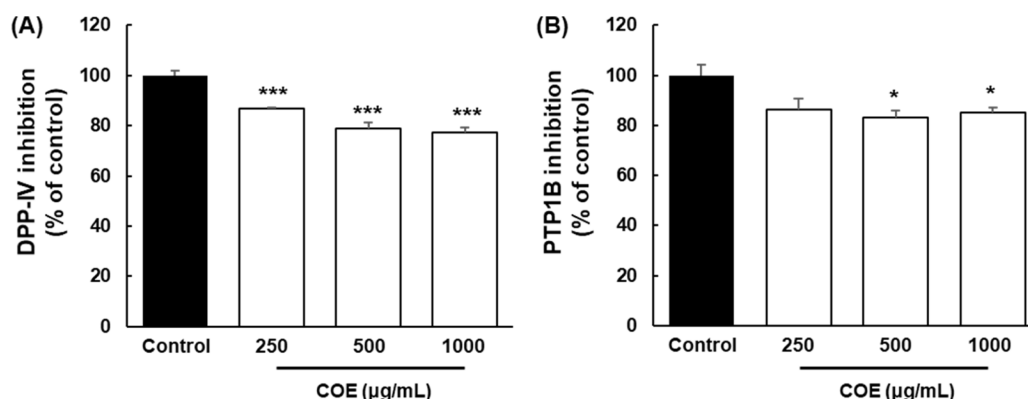 (A)
DPP-IV inhibition
(% of control)
120
100
80
60
40
20
0
***
***
***
Control 250 500 1000
COE (μg/mL)
(B)
PTP1B inhibition
(% of control)
120
100
80
60
40
20
0
*
*
Control 250 500 1000
COE (μg/mL)